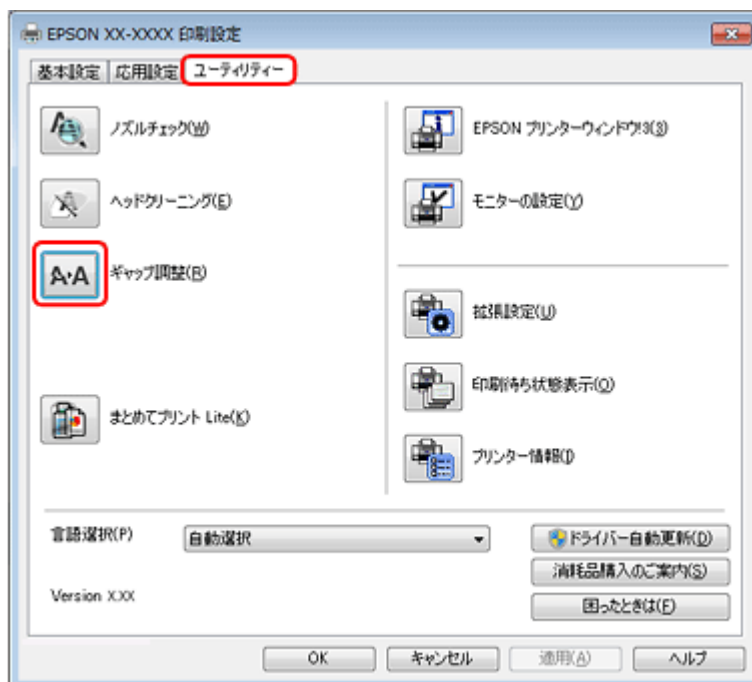 EPSON XX-XXXX 印刷設定
基本設定 応用設定 ユーティリティー
ノズルチェック(W)
ヘッドクリーニング(E)
A▸A ギャップ調整(R)
まとめてプリント Lite(K)
EPSON プリンターウィンドウ!3(3)
モニターの設定(Y)
拡張設定(U)
印刷待ち状態表示(O)
プリンター情報(I)
言語選択(P) 自動選択
Version X.XX
ドライバー自動更新(D)
消耗品購入のご案内(S)
困ったときは(F)
OK キャンセル 適用(A) ヘルプ